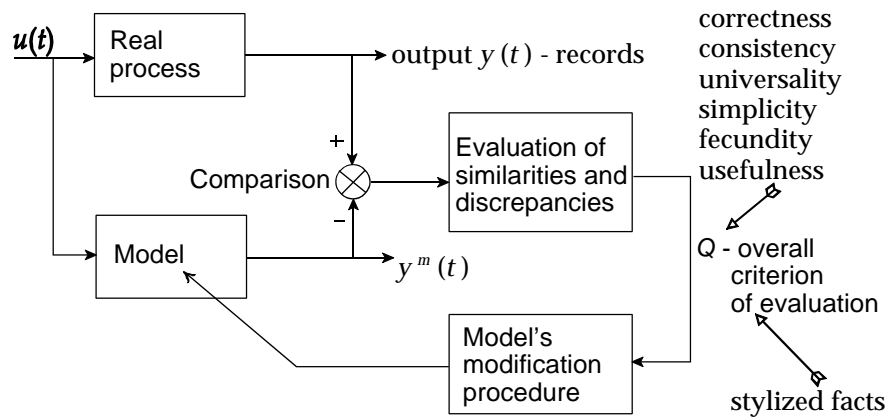 u(t)
Real
process
output y (t) - records
correctness
consistency
universality
simplicity
fecundity
usefulness
+
Comparison
−
Evaluation of
similarities and
discrepancies
Model
y^m (t)
Q - overall
criterion
of evaluation
Model's
modification
procedure
stylized facts